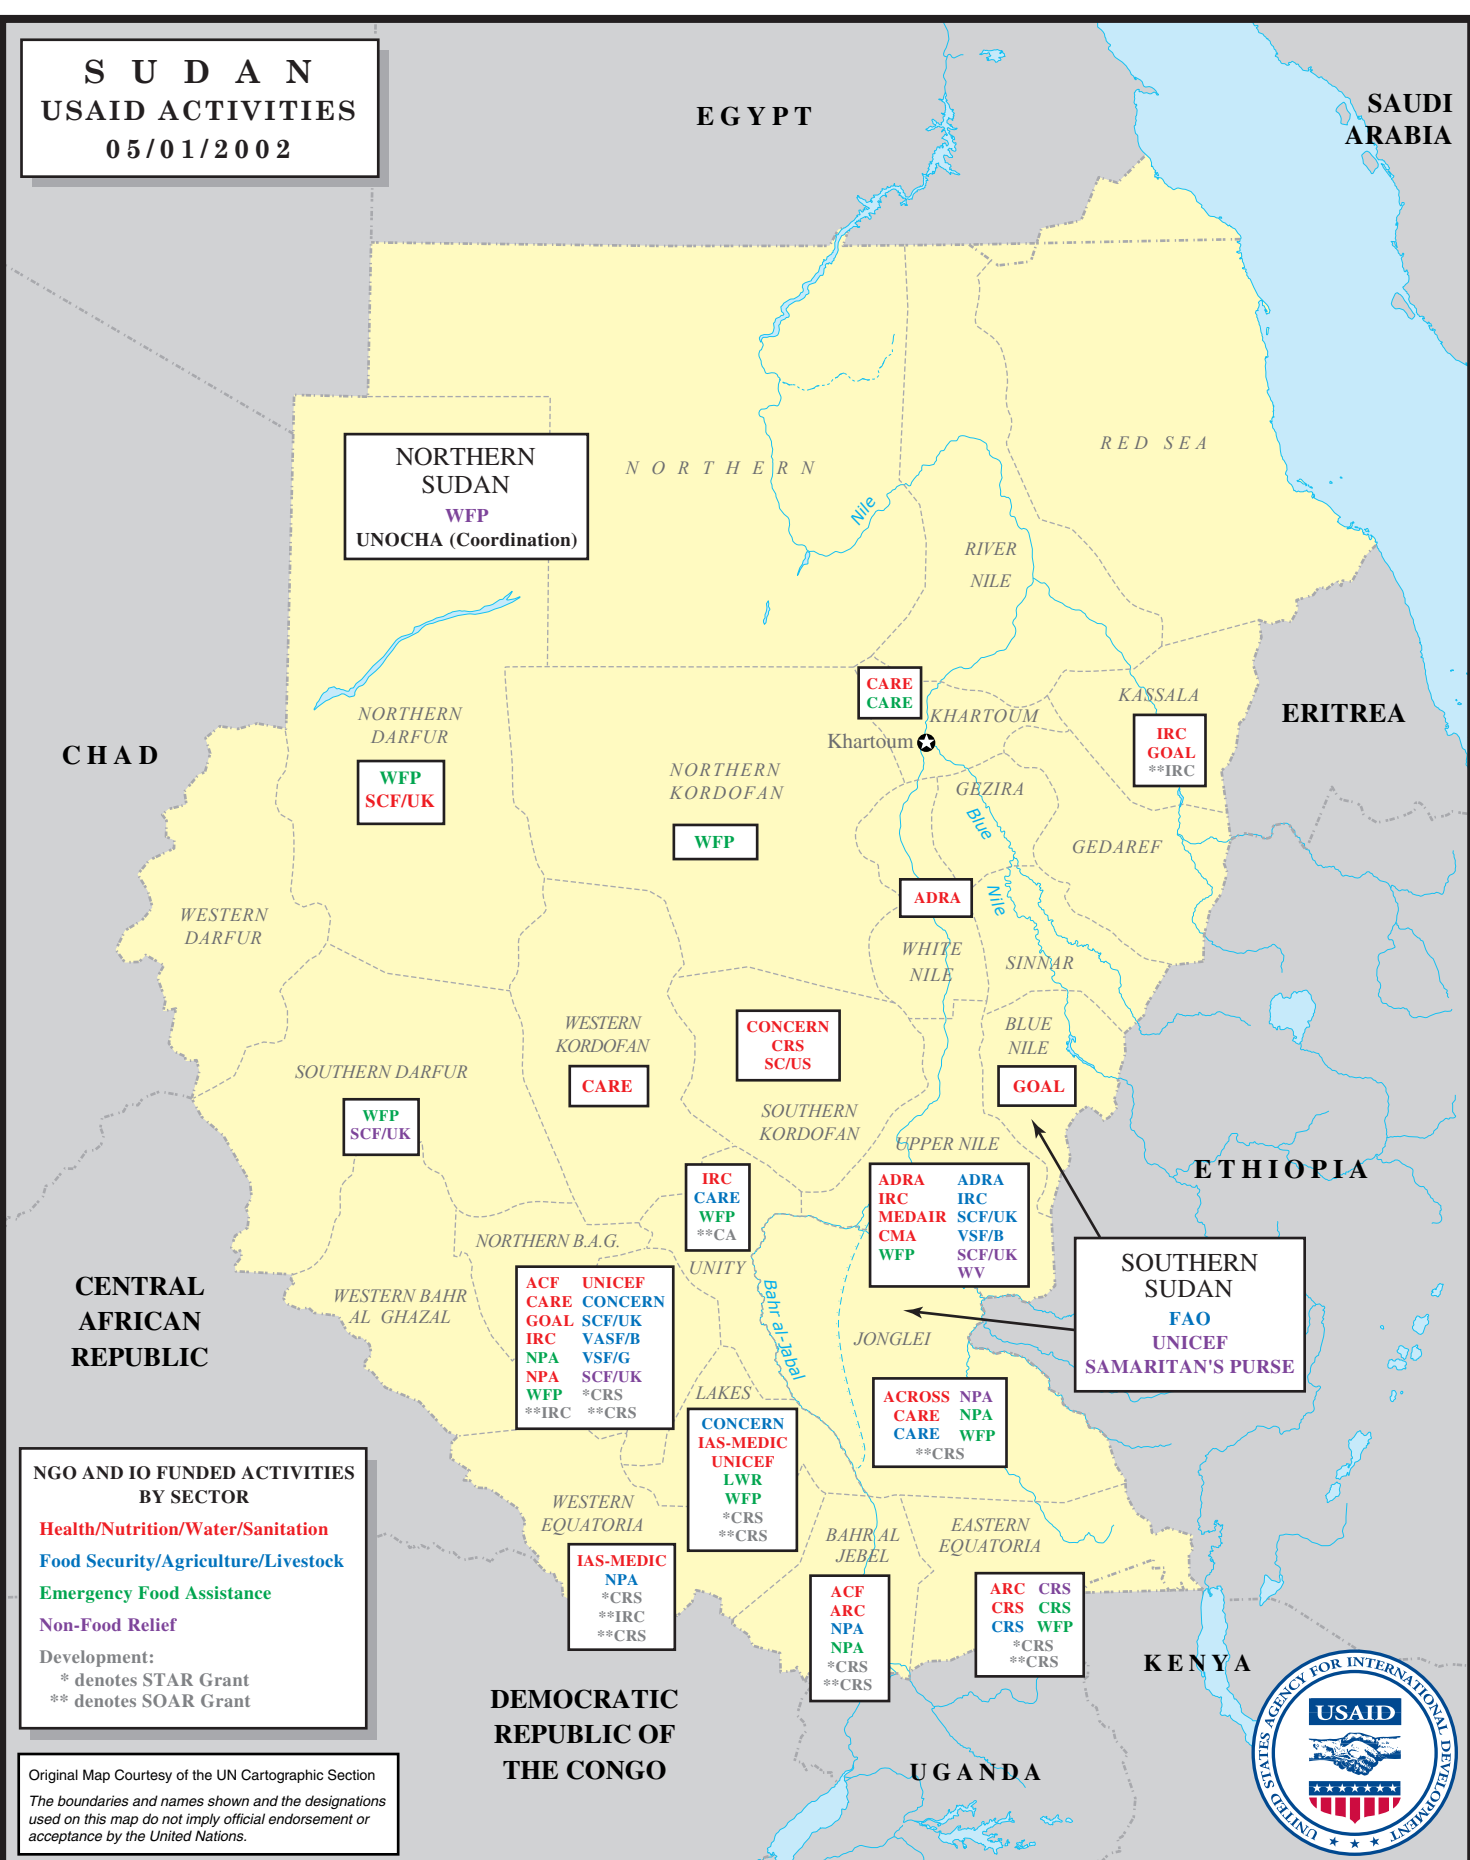 S U D A N
USAID ACTIVITIES
05/01/2002
EGYPT
SAUDI
ARABIA
RED SEA
NORTHERN
NORTHERN
SUDAN
WFP
UNOCHA (Coordination)
Nile
RIVER
NILE
CARE
CARE
KHARTOUM
Khartoum
KASSALA
IRC
GOAL
**IRC
ERITREA
CHAD
NORTHERN
DARFUR
WFP
SCF/UK
NORTHERN
KORDOFAN
WFP
GEZIRA
Blue
Nile
GEDAREF
ADRA
WESTERN
DARFUR
WHITE
NILE
SINNAR
WESTERN
KORDOFAN
CARE
CONCERN
CRS
SC/US
SOUTHERN
KORDOFAN
BLUE
NILE
GOAL
SOUTHERN DARFUR
WFP
SCF/UK
UPPER NILE
ADRA ADRA
IRC IRC
MEDAIR SCF/UK
CMA VSF/B
WFP SCF/UK
WV
ETHIOPIA
IRC
CARE
WFP
**CA
UNITY
NORTHERN B.A.G.
ACF UNICEF
CARE CONCERN
GOAL SCF/UK
IRC VASF/B
NPA VSF/G
NPA SCF/UK
WFP *CRS
**IRC **CRS
SOUTHERN
SUDAN
FAO
UNICEF
SAMARITAN'S PURSE
CENTRAL
AFRICAN
REPUBLIC
WESTERN BAHR
AL GHAZAL
Bahr al-Jabal
JONGLEI
ACROSS NPA
CARE NPA
CARE WFP
**CRS
LAKES
CONCERN
IAS-MEDIC
UNICEF
LWR
WFP
*CRS
**CRS
WESTERN
EQUATORIA
IAS-MEDIC
NPA
*CRS
**IRC
**CRS
BAHR AL
JEBEL
ACF
ARC
NPA
NPA
*CRS
**CRS
EASTERN
EQUATORIA
ARC CRS
CRS CRS
CRS WFP
*CRS
**CRS
NGO AND IO FUNDED ACTIVITIES
BY SECTOR
Health/Nutrition/Water/Sanitation
Food Security/Agriculture/Livestock
Emergency Food Assistance
Non-Food Relief
Development:
* denotes STAR Grant
** denotes SOAR Grant
Original Map Courtesy of the UN Cartographic Section
The boundaries and names shown and the designations
used on this map do not imply official endorsement or
acceptance by the United Nations.
DEMOCRATIC
REPUBLIC OF
THE CONGO
UGANDA
KENYA
UNITED STATES AGENCY FOR INTERNATIONAL DEVELOPMENT
USAID